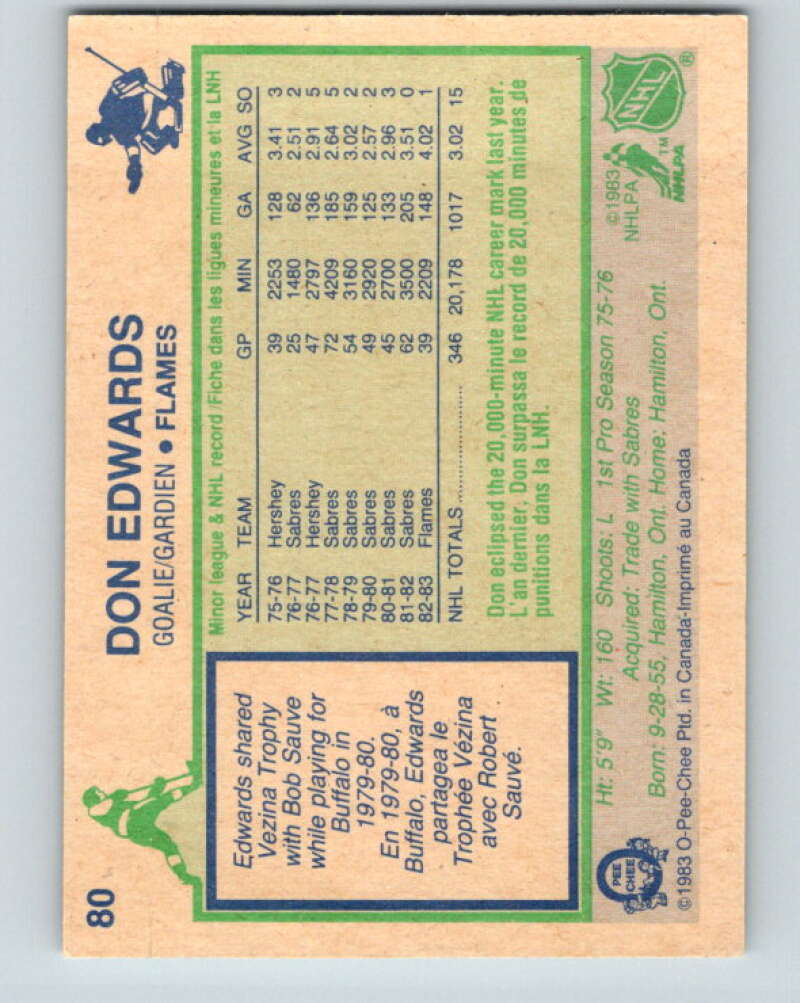 80
DON EDWARDS
GOALIE/GARDIEN • FLAMES
Edwards shared
Vezina Trophy
with Bob Sauve
while playing for
Buffalo in
1979-80.
En 1979-80, à
Buffalo, Edwards
partagea le
Trophée Vézina
avec Robert
Sauvé.
Minor league & NHL record/Fiche dans les ligues mineures et la LNH
YEAR TEAM GP MIN GA AVG SO
75-76 Hershey 39 2253 128 3.41 3
76-77 Sabres 25 1480 62 2.51 2
76-77 Hershey 47 2797 136 2.91 5
77-78 Sabres 72 4209 185 2.64 5
78-79 Sabres 54 3160 159 3.02 2
79-80 Sabres 49 2920 125 2.57 2
80-81 Sabres 45 2700 133 2.96 3
81-82 Sabres 62 3500 205 3.51 0
82-83 Flames 39 2209 148 4.02 1
NHL TOTALS 346 20,178 1017 3.02 15
Don eclipsed the 20,000-minute NHL career mark last year.
L'an dernier, Don surpassa le record de 20,000 minutes de
punitions dans la LNH.
Ht: 5'9" Wt: 160 Shoots: L 1st Pro Season 75-76
Acquired: Trade with Sabres
Born: 9-28-55, Hamilton, Ont. Home: Hamilton, Ont.
©1983 O-Pee-Chee Ptd. in Canada-Imprimé au Canada
O
PEE
CHEE
©1983
NHLPA
NHL ®
TM
NHLPA